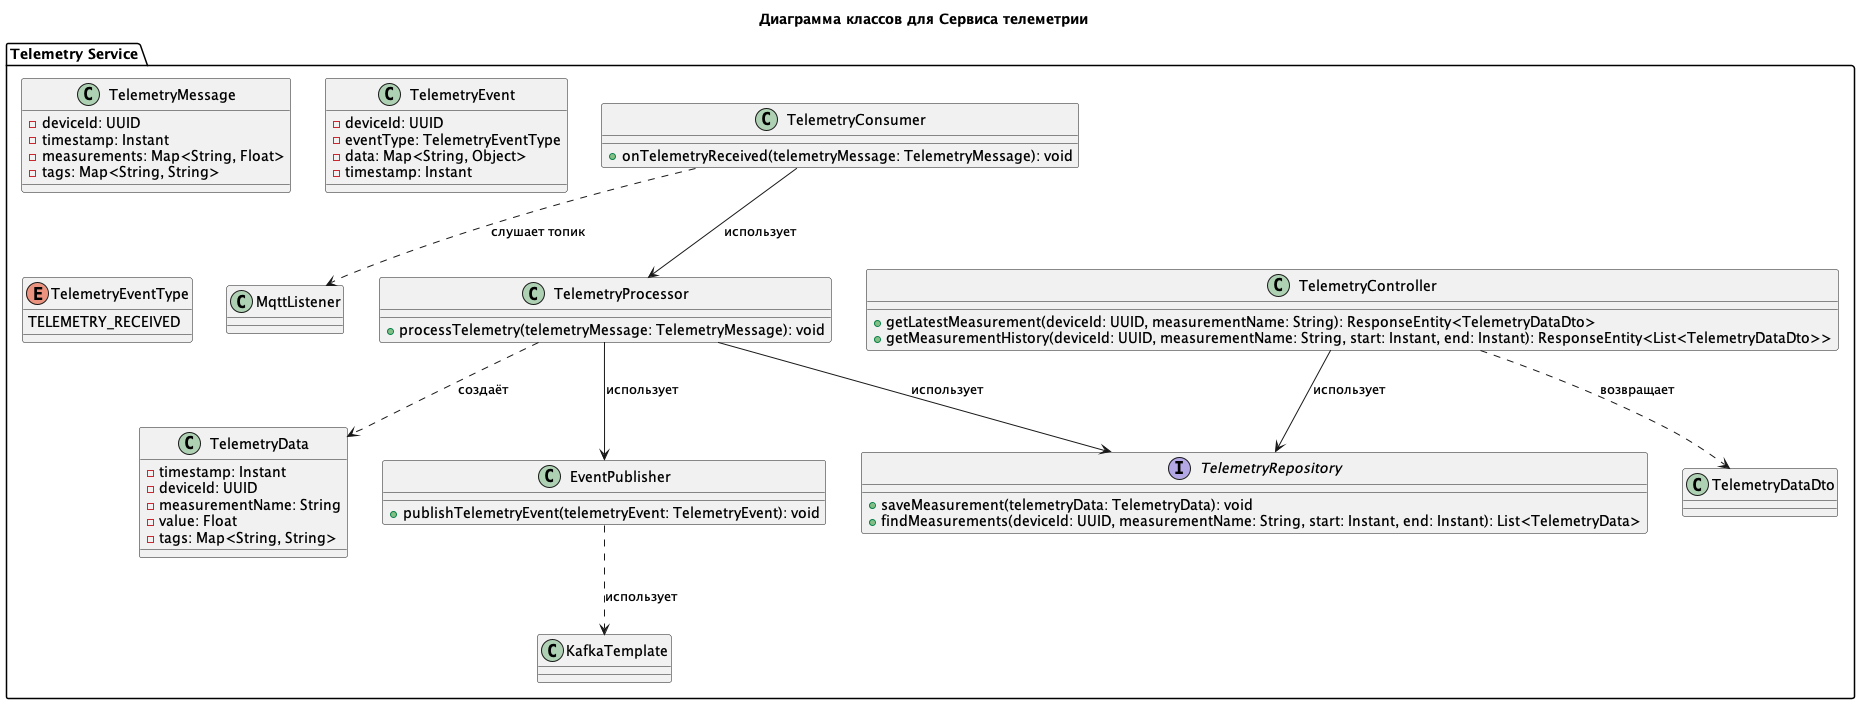 Диаграмма классов для Сервиса телеметрии
Telemetry Service
C TelemetryMessage
deviceId: UUID
timestamp: Instant
measurements: Map<String, Float>
tags: Map<String, String>
C TelemetryEvent
deviceId: UUID
eventType: TelemetryEventType
data: Map<String, Object>
timestamp: Instant
C TelemetryConsumer
onTelemetryReceived(telemetryMessage: TelemetryMessage): void
слушает топик
использует
E TelemetryEventType
TELEMETRY_RECEIVED
C MqttListener
C TelemetryProcessor
processTelemetry(telemetryMessage: TelemetryMessage): void
C TelemetryController
getLatestMeasurement(deviceId: UUID, measurementName: String): ResponseEntity<TelemetryDataDto>
getMeasurementHistory(deviceId: UUID, measurementName: String, start: Instant, end: Instant): ResponseEntity<List<TelemetryDataDto>>
создаёт
использует
использует
использует
возвращает
C TelemetryData
timestamp: Instant
deviceId: UUID
measurementName: String
value: Float
tags: Map<String, String>
C EventPublisher
publishTelemetryEvent(telemetryEvent: TelemetryEvent): void
I TelemetryRepository
saveMeasurement(telemetryData: TelemetryData): void
findMeasurements(deviceId: UUID, measurementName: String, start: Instant, end: Instant): List<TelemetryData>
C TelemetryDataDto
использует
C KafkaTemplate